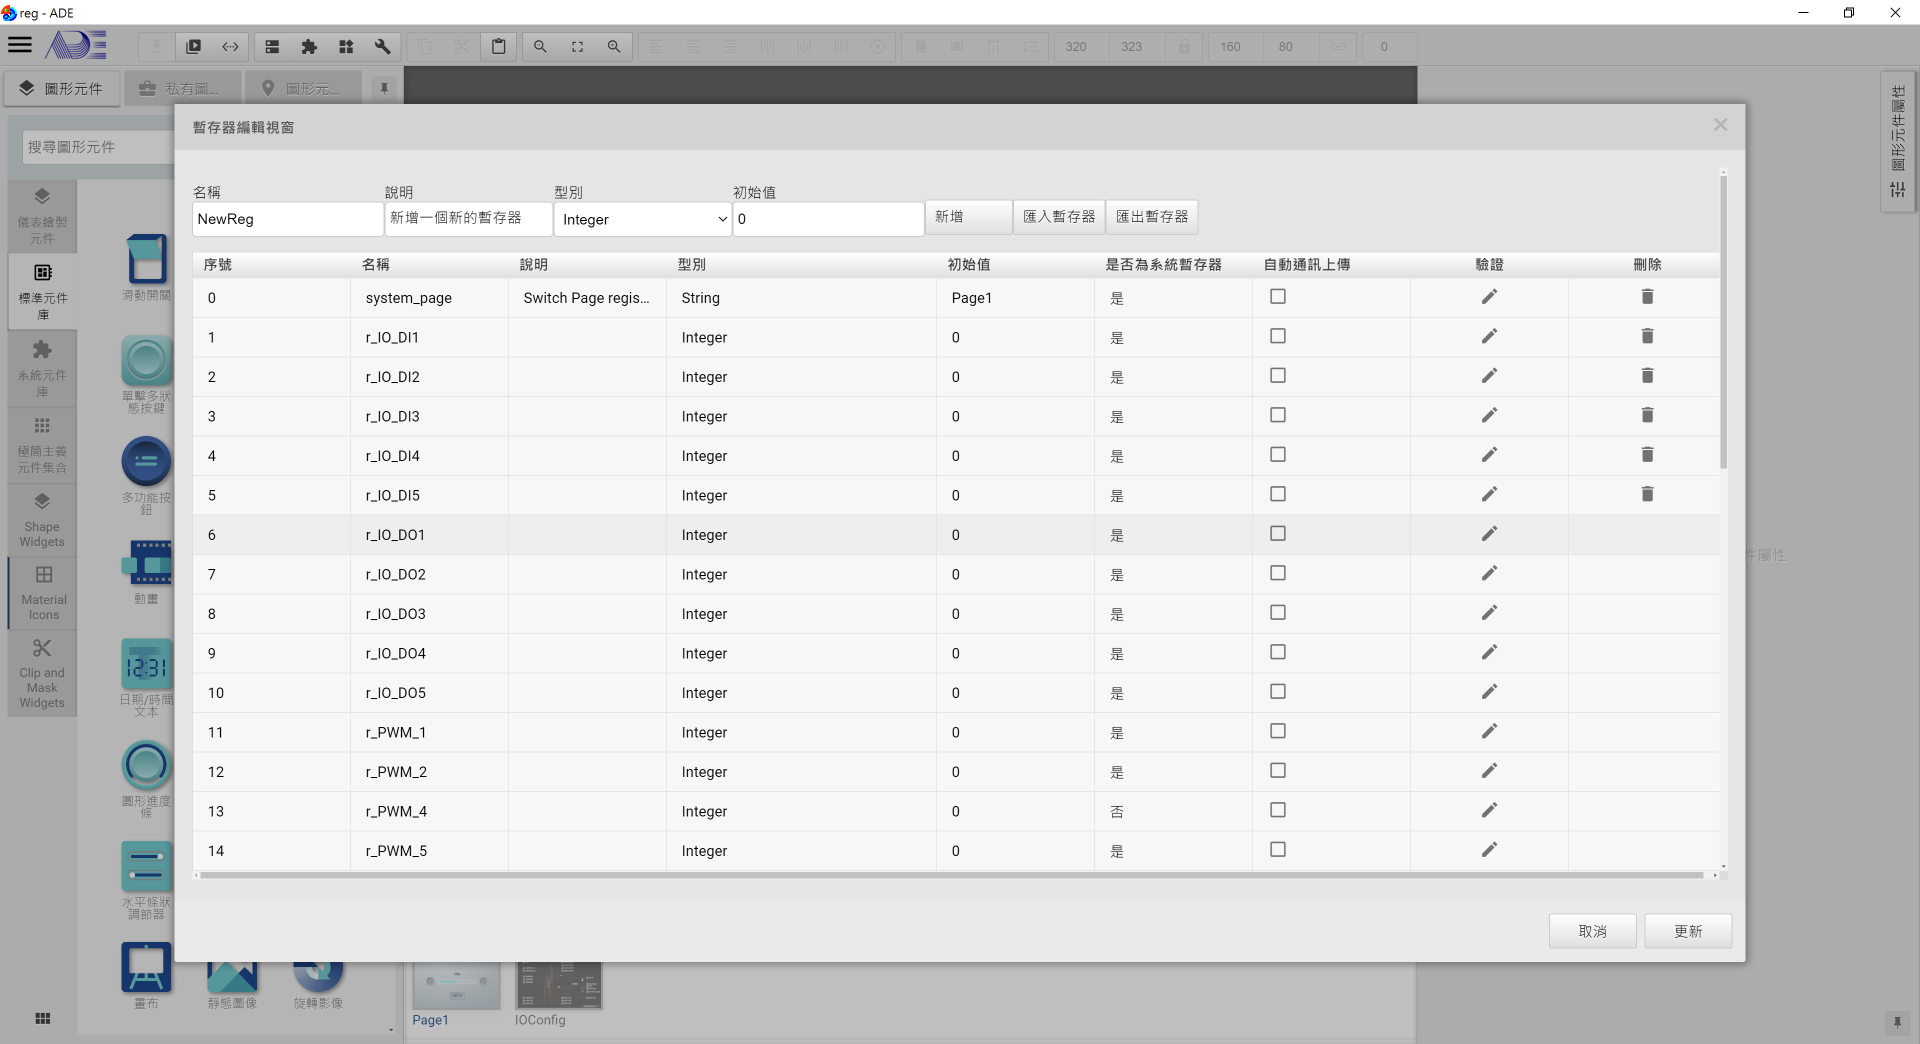 reg - ADE
ADE
320
323
160
80
0
圖形元件
私有圖...
圖形元...
搜尋圖形元件
儀表繪製
元件
標準元件
庫
系統元件
庫
極簡主義
元件集合
Shape
Widgets
Material
Icons
Clip and
Mask
Widgets
滑動開關
單擊多狀
態按鍵
多功能按
鈕
動畫
12:31
日期/時間
文本
圖形進度
條
水平條狀
調節器
畫布
靜態圖像
旋轉影像
暫存器編輯視窗
名稱
說明
型別
初始值
NewReg
新增一個新的暫存器
Integer
0
新增
匯入暫存器
匯出暫存器
序號 名稱 說明 型別 初始值 是否為系統暫存器 自動通訊上傳 驗證 刪除
0 system_page Switch Page regis... String Page1 是
1 r_IO_DI1 Integer 0 是
2 r_IO_DI2 Integer 0 是
3 r_IO_DI3 Integer 0 是
4 r_IO_DI4 Integer 0 是
5 r_IO_DI5 Integer 0 是
6 r_IO_DO1 Integer 0 是
7 r_IO_DO2 Integer 0 是
8 r_IO_DO3 Integer 0 是
9 r_IO_DO4 Integer 0 是
10 r_IO_DO5 Integer 0 是
11 r_PWM_1 Integer 0 是
12 r_PWM_2 Integer 0 是
13 r_PWM_4 Integer 0 否
14 r_PWM_5 Integer 0 是
取消
更新
Page1
IOConfig
圖形元件屬性
件屬性